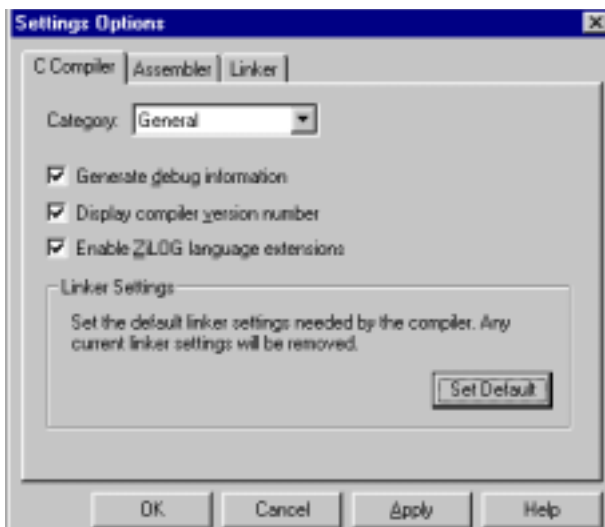 Settings Options
C Compiler Assembler Linker
Category: General
Generate debug information
Display compiler version number
Enable ZiLOG language extensions
Linker Settings
Set the default linker settings needed by the compiler. Any
current linker settings will be removed.
Set Default
OK Cancel Apply Help